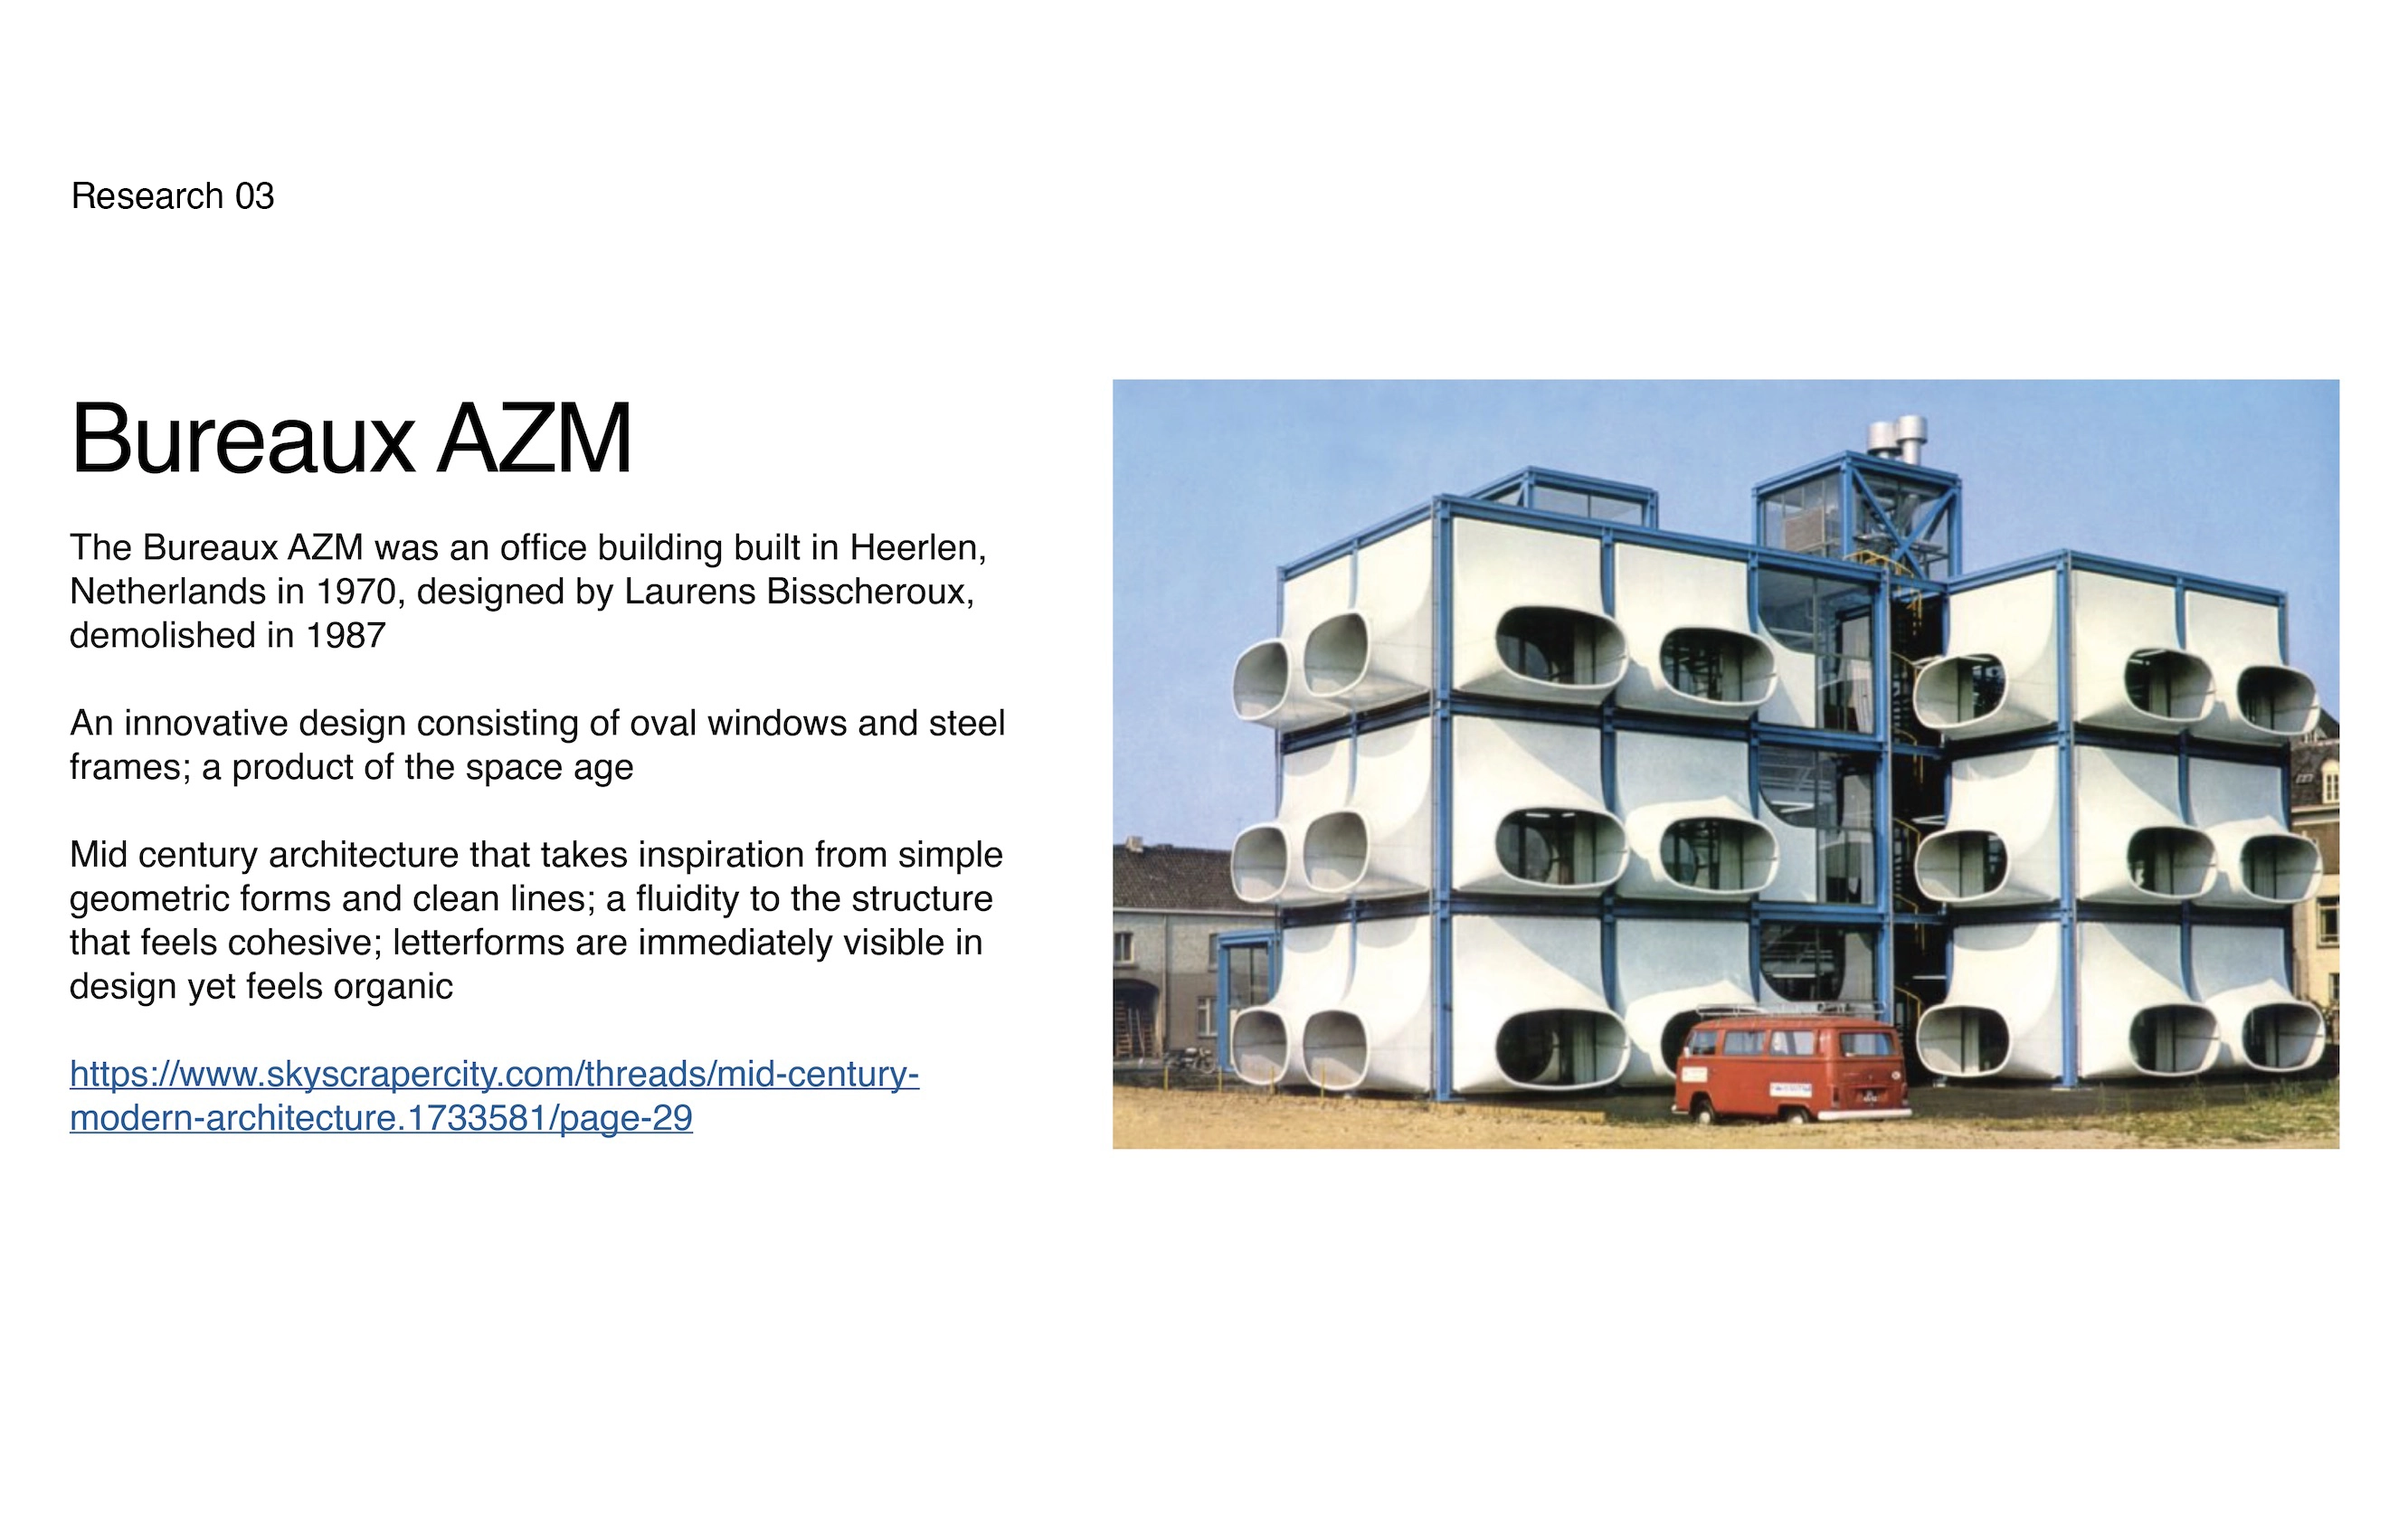 Research 03
Bureaux AZM
The Bureaux AZM was an office building built in Heerlen,
Netherlands in 1970, designed by Laurens Bisscheroux,
demolished in 1987
An innovative design consisting of oval windows and steel
frames; a product of the space age
Mid century architecture that takes inspiration from simple
geometric forms and clean lines; a fluidity to the structure
that feels cohesive; letterforms are immediately visible in
design yet feels organic
https://www.skyscrapercity.com/threads/mid-century-
modern-architecture.1733581/page-29